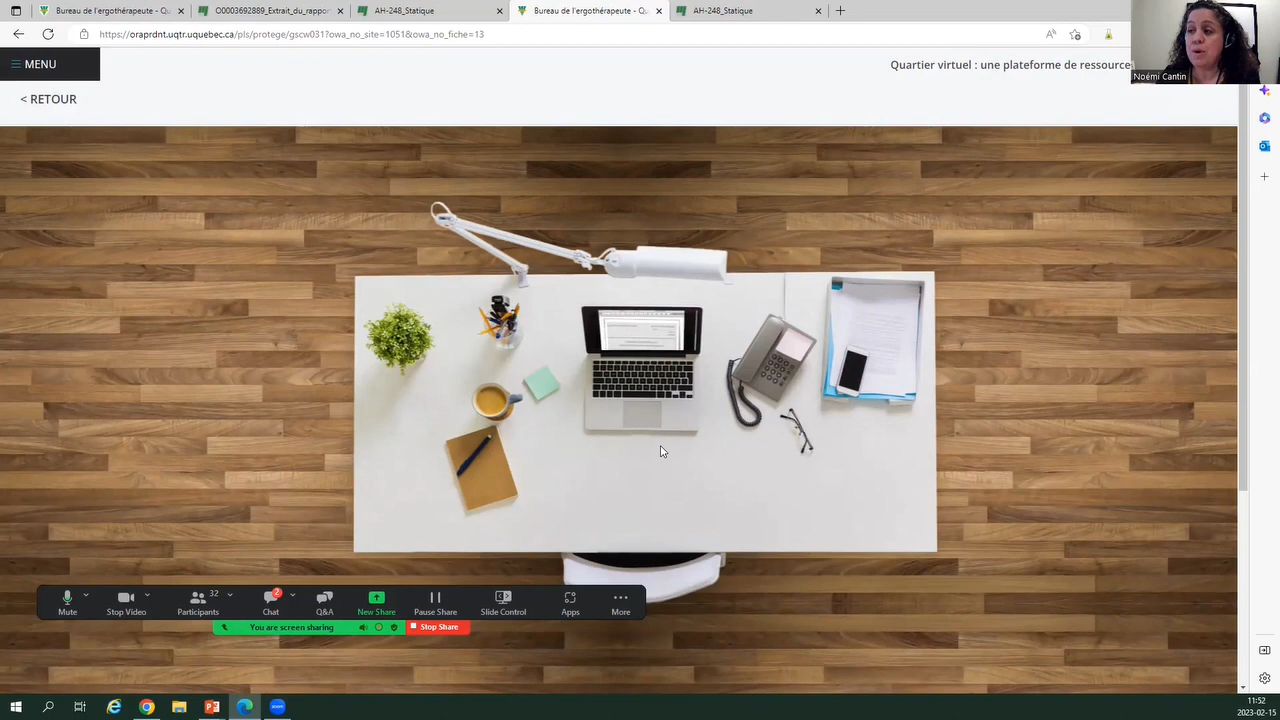 Bureau de l'ergothérapeute - Qu
O0003692889_Extrait_du_rappor
AH-248_Statique
Bureau de l'ergothérapeute - Qu
AH-248_Statique
https://oraprdnt.uqtr.uquebec.ca/pls/protege/gscw031?owa_no_site=1051&owa_no_fiche=13
MENU
Quartier virtuel : une plateforme de ressources
Noémi Cantin
< RETOUR
Mute
Stop Video
Participants
32
Chat
2
Q&A
New Share
Pause Share
Slide Control
Apps
More
You are screen sharing
Stop Share
11:52
2023-02-15